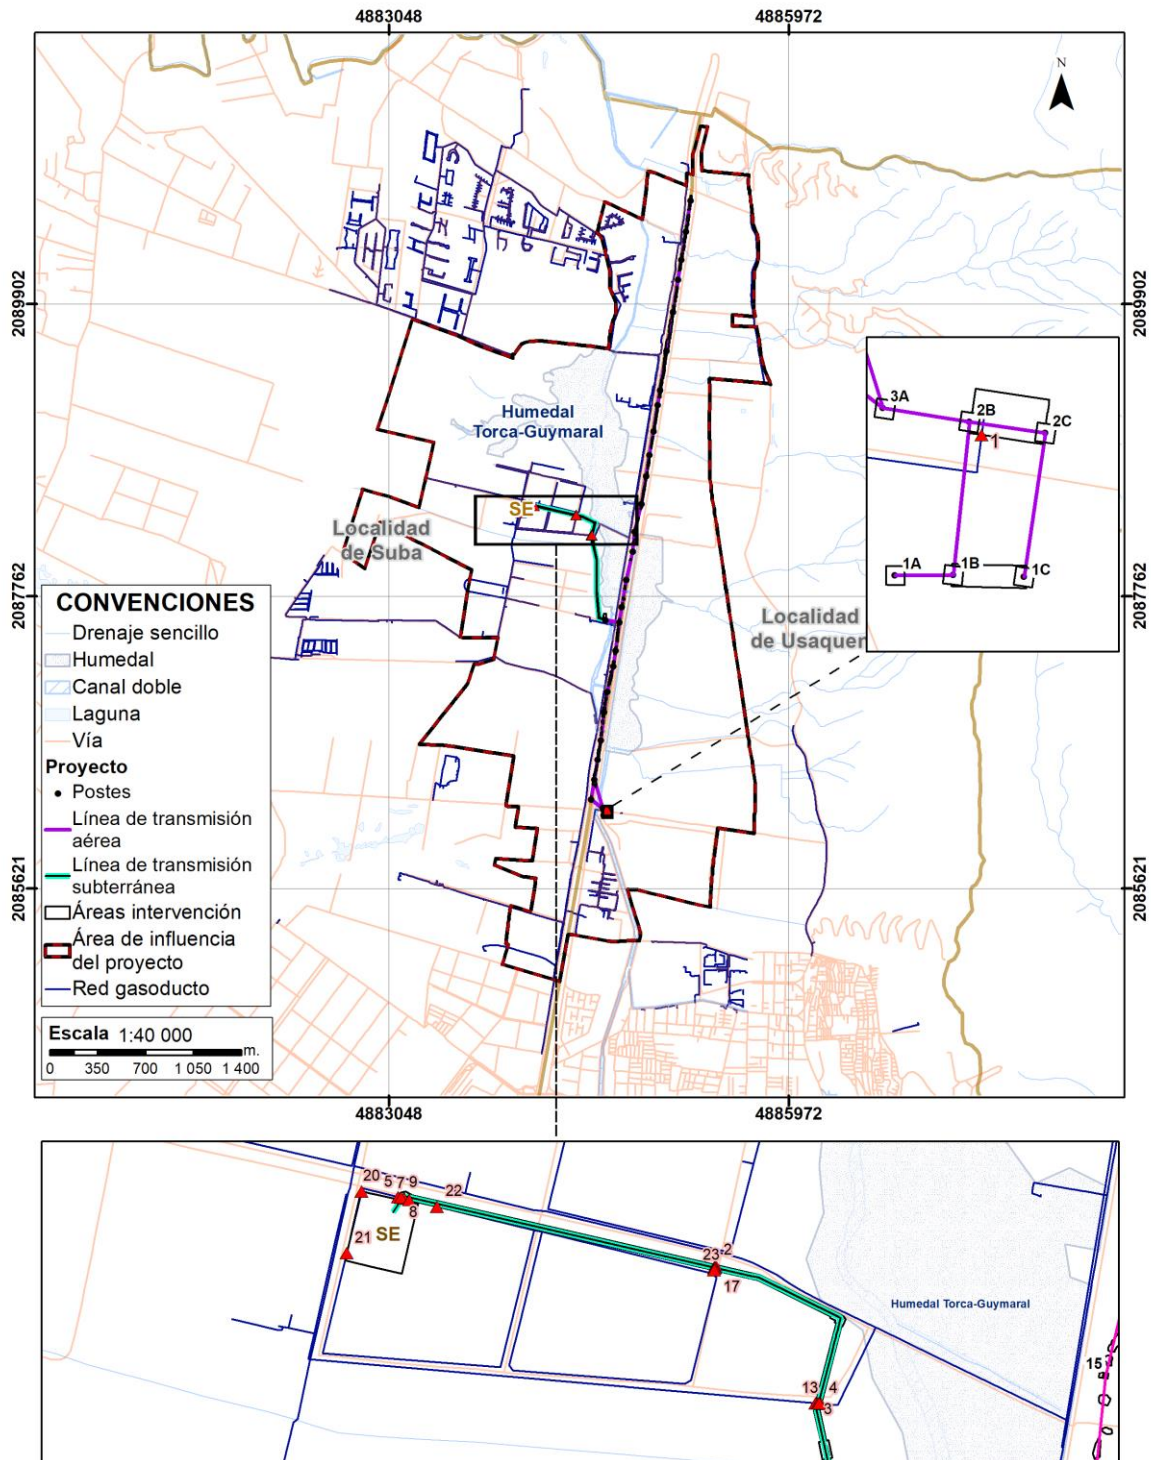 4883048
4885972
N
2089902
2089902
3A
2B
2C
1
1A
1B
1C
Humedal
Torca-Guymaral
SE
Localidad
de Suba
2087762
2087762
Localidad
de Usaquen
CONVENCIONES
Drenaje sencillo
Humedal
Canal doble
Laguna
Vía
Proyecto
Postes
Línea de transmisión
aérea
Línea de transmisión
subterránea
Áreas intervención
Área de influencia
del proyecto
Red gasoducto
2085621
2085621
Escala 1:40 000
m.
0 350 700 1 050 1 400
4883048
4885972
20
5 7 9
22
8
21
SE
23 2
17
Humedal Torca-Guymaral
15
13 4
3